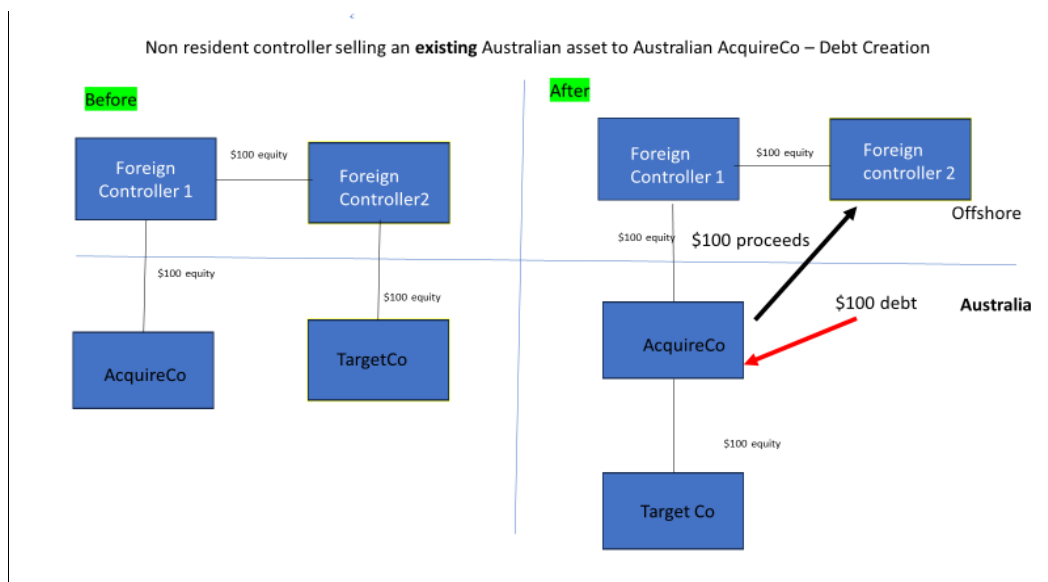 Non resident controller selling an existing Australian asset to Australian AcquireCo – Debt Creation
Before
Foreign
Controller 1
$100 equity
Foreign
Controller2
$100 equity
$100 equity
AcquireCo
TargetCo
After
Foreign
Controller 1
$100 equity
Foreign
controller 2
Offshore
$100 equity
$100 proceeds
$100 debt
Australia
AcquireCo
$100 equity
Target Co